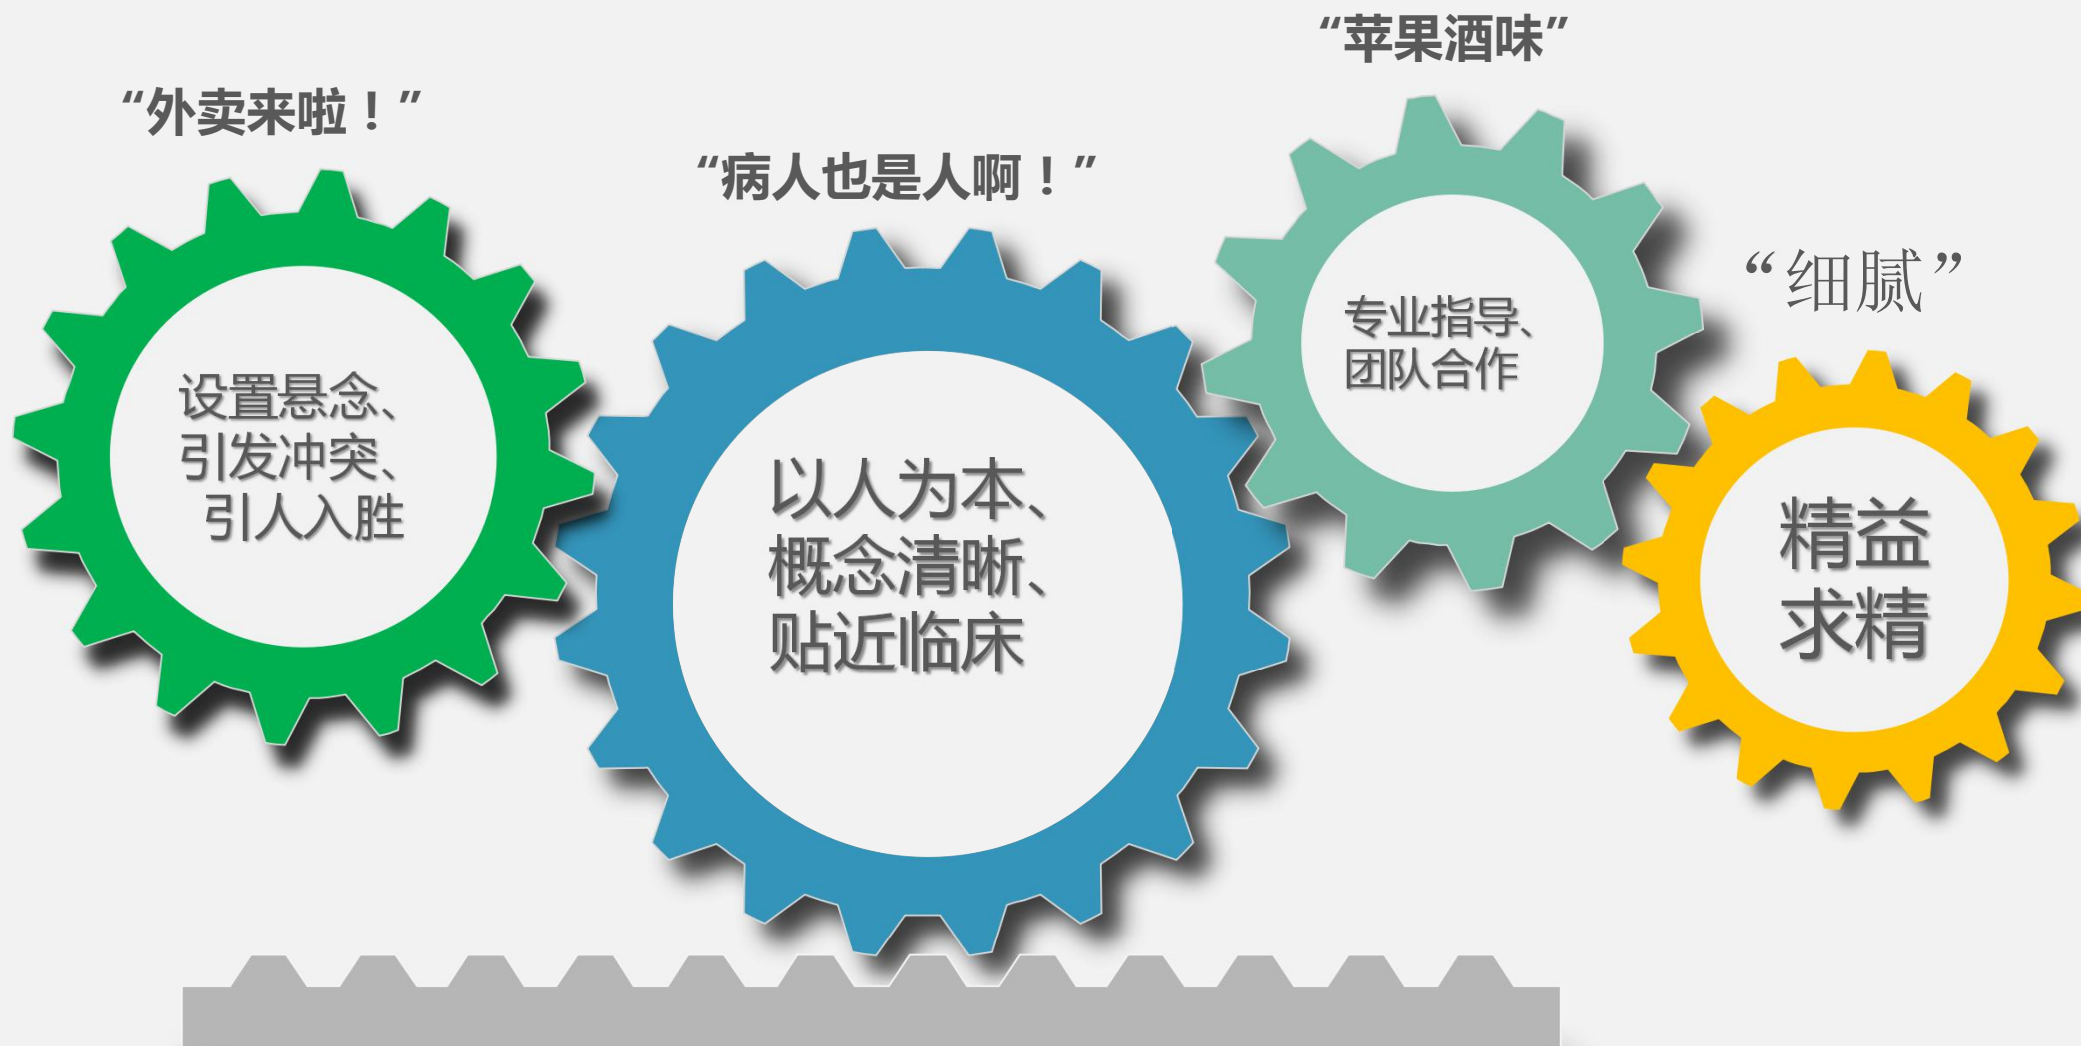 “外卖来啦！”
设置悬念、
引发冲突、
引人入胜
“病人也是人啊！”
以人为本、
概念清晰、
贴近临床
“苹果酒味”
专业指导、
团队合作
“细腻”
精益
求精